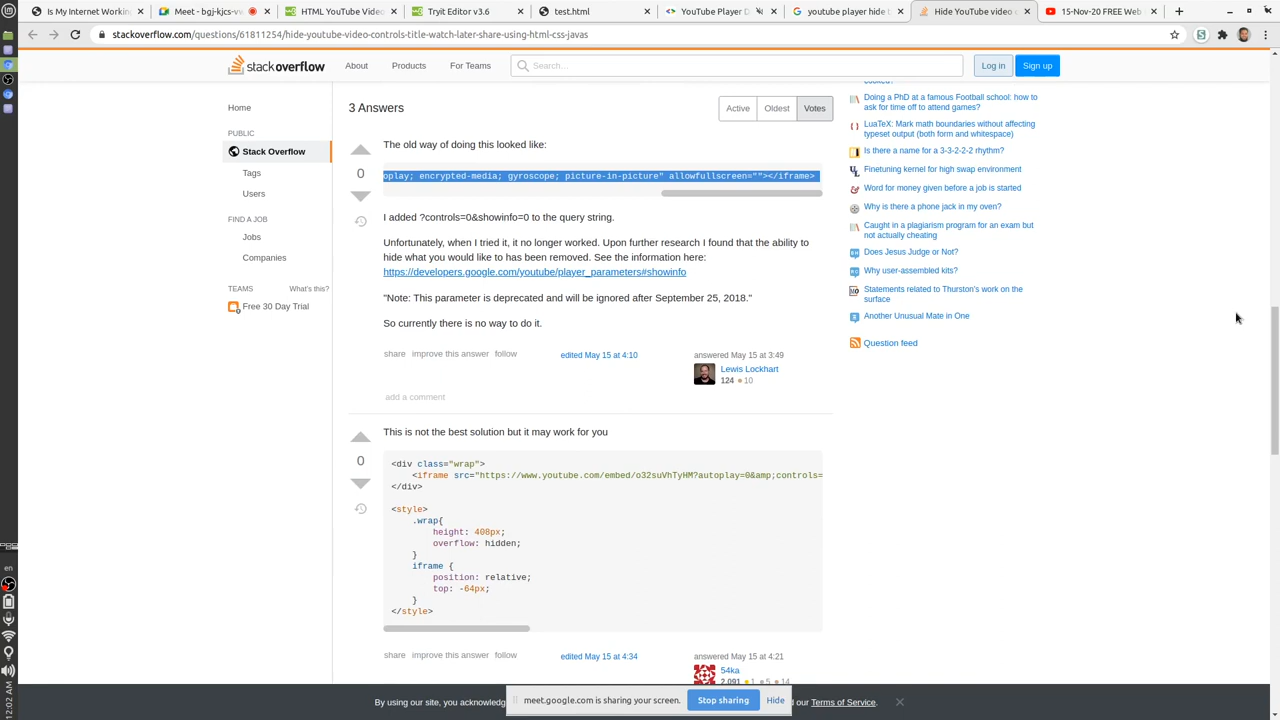 Is My Internet Working
Meet - bgj-kjcs-vw
HTML YouTube Video
Tryit Editor v3.6
test.html
YouTube Player D
youtube player hide t
Hide YouTube video c
15-Nov-20 FREE Web
stackoverflow.com/questions/61811254/hide-youtube-video-controls-title-watch-later-share-using-html-css-javas
stackoverflow
About
Products
For Teams
Search...
Log in
Sign up
Home
PUBLIC
Stack Overflow
Tags
Users
FIND A JOB
Jobs
Companies
TEAMS
What's this?
Free 30 Day Trial
3 Answers
Active
Oldest
Votes
The old way of doing this looked like:
0
oplay; encrypted-media; gyroscope; picture-in-picture" allowfullscreen=""></iframe>
I added ?controls=0&showinfo=0 to the query string.
Unfortunately, when I tried it, it no longer worked. Upon further research I found that the ability to
hide what you would like to has been removed. See the information here:
https://developers.google.com/youtube/player_parameters#showinfo
"Note: This parameter is deprecated and will be ignored after September 25, 2018."
So currently there is no way to do it.
share
improve this answer
follow
edited May 15 at 4:10
answered May 15 at 3:49
Lewis Lockhart
124
10
add a comment
This is not the best solution but it may work for you
0
<div class="wrap">
<iframe src="https://www.youtube.com/embed/o32suVhTyHM?autoplay=0&amp;controls=
</div>
<style>
.wrap{
height: 408px;
overflow: hidden;
}
iframe {
position: relative;
top: -64px;
}
</style>
share
improve this answer
follow
edited May 15 at 4:34
answered May 15 at 4:21
54ka
2,091
1
5
14
Doing a PhD at a famous Football school: how to
ask for time off to attend games?
LuaTeX: Mark math boundaries without affecting
typeset output (both form and whitespace)
Is there a name for a 3-3-2-2-2 rhythm?
Finetuning kernel for high swap environment
Word for money given before a job is started
Why is there a phone jack in my oven?
Caught in a plagiarism program for an exam but
not actually cheating
Does Jesus Judge or Not?
Why user-assembled kits?
Statements related to Thurston's work on the
surface
Another Unusual Mate in One
Question feed
By using our site, you acknowledg
d our Terms of Service.
meet.google.com is sharing your screen.
Stop sharing
Hide
en
12:02 AM